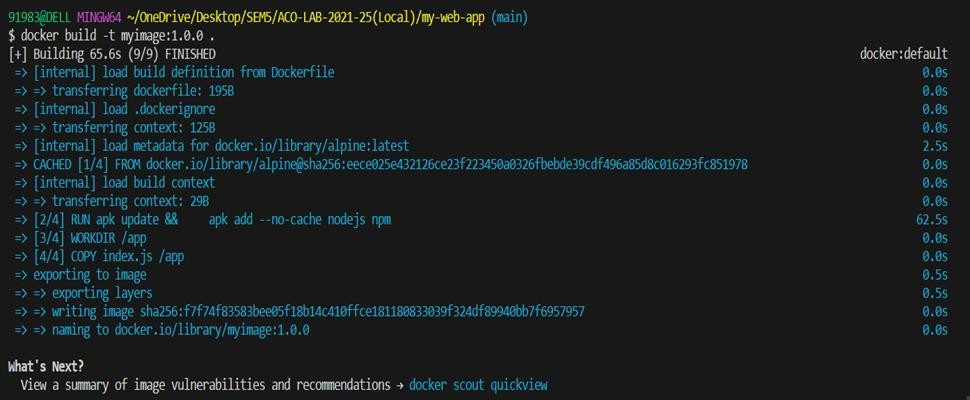 91983@DELL MINGW64 ~/OneDrive/Desktop/SEM5/ACO-LAB-2021-25(Local)/my-web-app (main)
$ docker build -t myimage:1.0.0 .
[+] Building 65.6s (9/9) FINISHED docker:default
=> [internal] load build definition from Dockerfile 0.0s
=> => transferring dockerfile: 195B 0.0s
=> [internal] load .dockerignore 0.0s
=> => transferring context: 125B 0.0s
=> [internal] load metadata for docker.io/library/alpine:latest 2.5s
=> CACHED [1/4] FROM docker.io/library/alpine@sha256:eece025e432126ce23f223450a0326fbebde39cdf496a85d8c016293fc851978 0.0s
=> [internal] load build context 0.0s
=> => transferring context: 29B 0.0s
=> [2/4] RUN apk update &&     apk add --no-cache nodejs npm 62.5s
=> [3/4] WORKDIR /app 0.0s
=> [4/4] COPY index.js /app 0.0s
=> exporting to image 0.5s
=> => exporting layers 0.5s
=> => writing image sha256:f7f74f83583bee05f18b14c410ffce181180833039f324df89940bb7f6957957 0.0s
=> => naming to docker.io/library/myimage:1.0.0 0.0s
What's Next?
View a summary of image vulnerabilities and recommendations → docker scout quickview